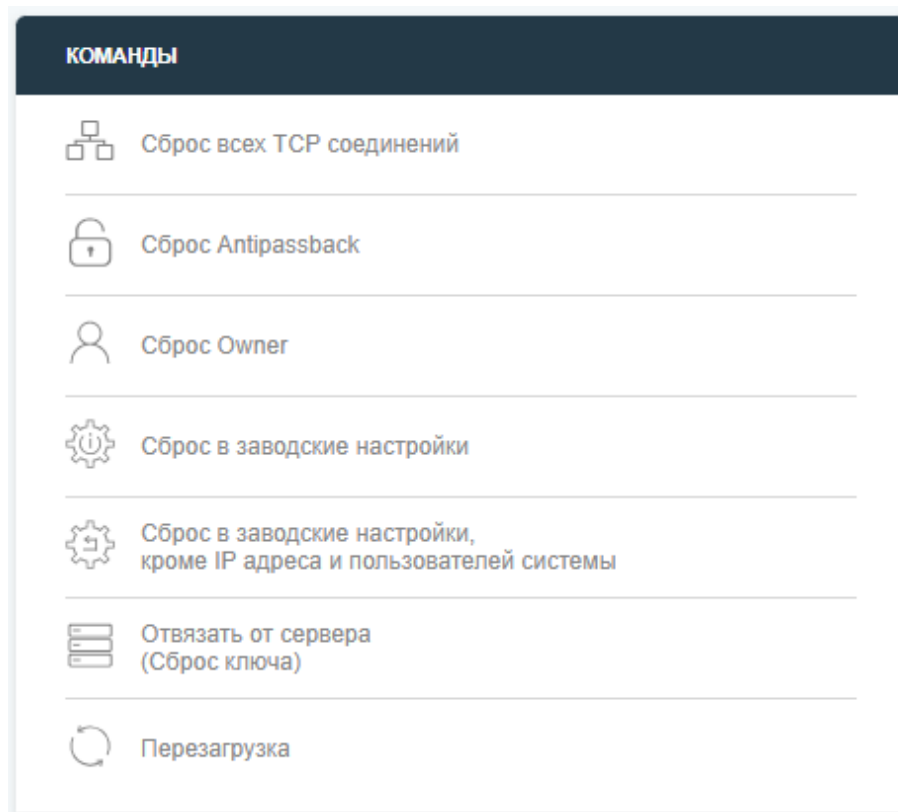 КОМАНДЫ
Сброс всех TCP соединений
Сброс Antipassback
Сброс Owner
Сброс в заводские настройки
Сброс в заводские настройки,
кроме IP адреса и пользователей системы
Отвязать от сервера
(Сброс ключа)
Перезагрузка